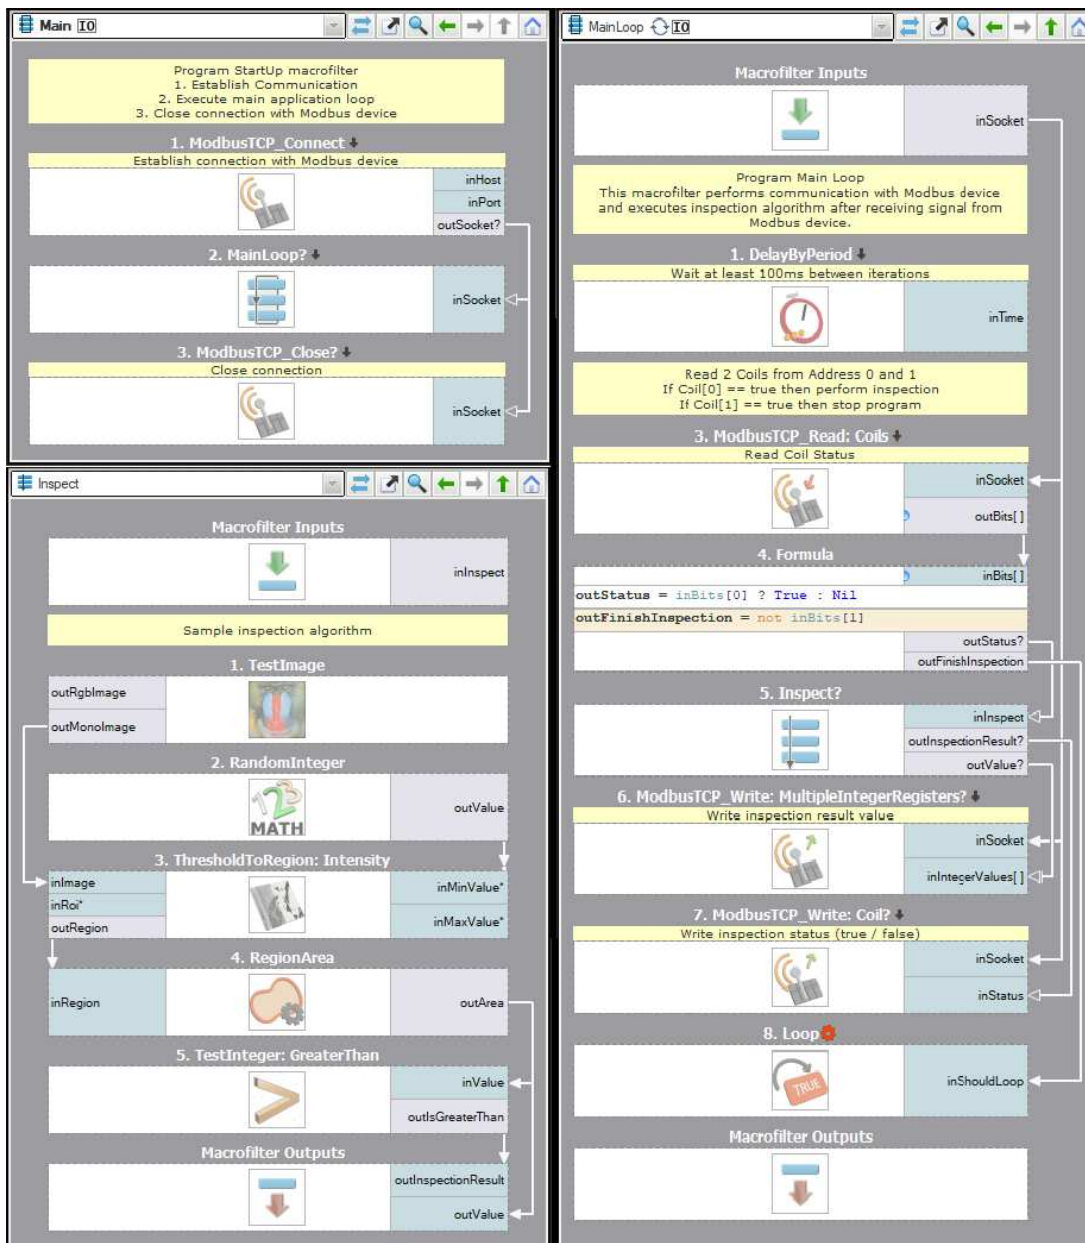 Main IO
Program StartUp macrofilter
1. Establish Communication
2. Execute main application loop
3. Close connection with Modbus device
1. ModbusTCP_Connect
Establish connection with Modbus device
inHost
inPort
outSocket?
2. MainLoop?
inSocket
3. ModbusTCP_Close?
Close connection
inSocket
Inspect
Macrofilter Inputs
inInspect
Sample inspection algorithm
1. TestImage
outRgbImage
outMonoImage
2. RandomInteger
123
MATH
outValue
3. ThresholdToRegion: Intensity
inImage
inRoi*
outRegion
inMinValue*
inMaxValue*
4. RegionArea
inRegion
outArea
5. TestInteger: GreaterThan
inValue
outIsGreaterThan
Macrofilter Outputs
outInspectionResult
outValue
MainLoop IO
Macrofilter Inputs
inSocket
Program Main Loop
This macrofilter performs communication with Modbus device
and executes inspection algorithm after receiving signal from
Modbus device.
1. DelayByPeriod
Wait at least 100ms between iterations
inTime
Read 2 Coils from Address 0 and 1
If Coil[0] == true then perform inspection
If Coil[1] == true then stop program
3. ModbusTCP_Read: Coils
Read Coil Status
inSocket
outBits[ ]
4. Formula
inBits[ ]
outStatus = inBits[0] ? True : Nil
outFinishInspection = not inBits[1]
outStatus?
outFinishInspection
5. Inspect?
inInspect
outInspectionResult?
outValue?
6. ModbusTCP_Write: MultipleIntegerRegisters?
Write inspection result value
inSocket
inIntegerValues[ ]
7. ModbusTCP_Write: Coil?
Write inspection status (true / false)
inSocket
inStatus
8. Loop
TRUE
inShouldLoop
Macrofilter Outputs